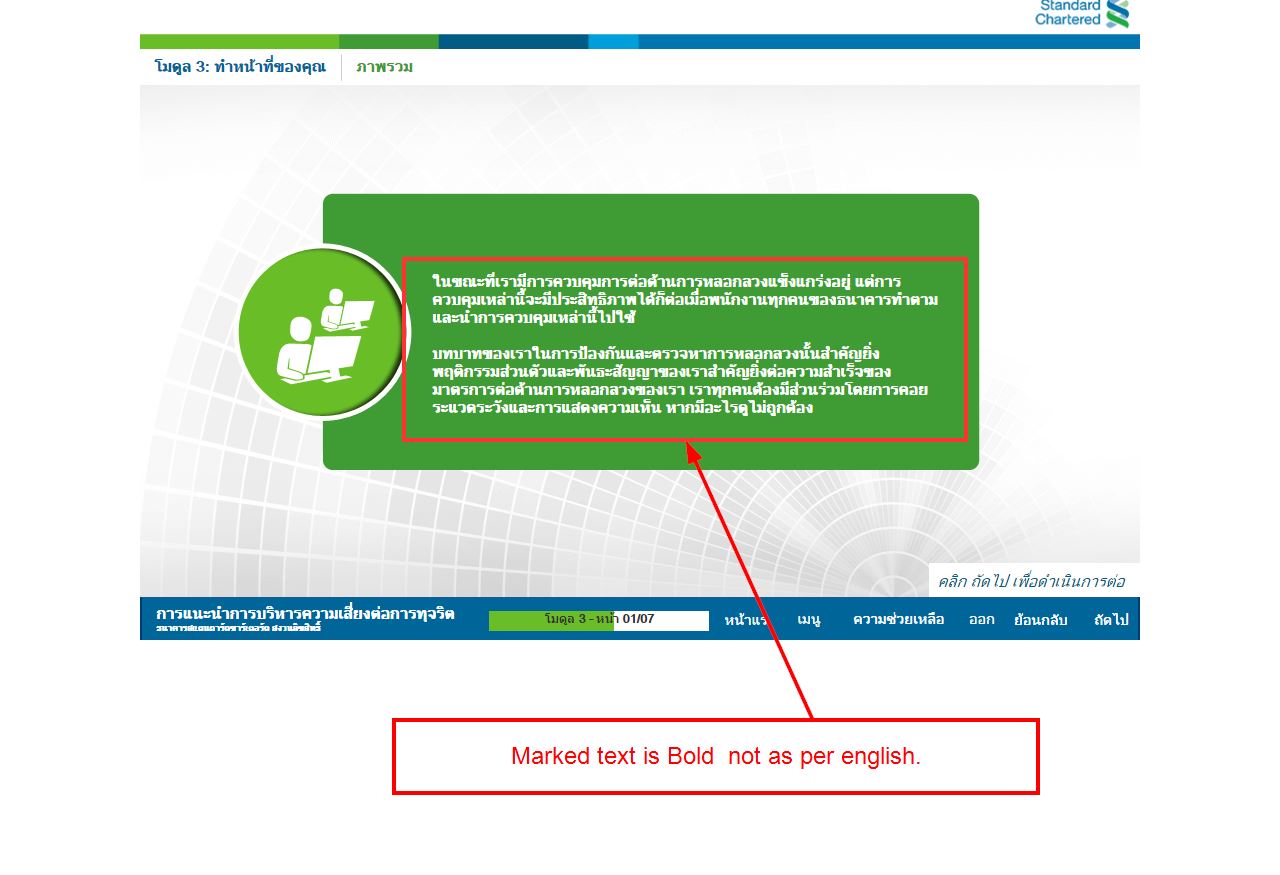 Standard
Chartered
โมดูล 3: ทำหน้าที่ของคุณ
ภาพรวม
ในขณะที่เรามีการควบคุมการต่อต้านการหลอกลวงแข็งแกร่งอยู่ แต่การ
ควบคุมเหล่านี้จะมีประสิทธิภาพได้ก็ต่อเมื่อพนักงานทุกคนของธนาคารทำตาม
และนำการควบคุมเหล่านี้ไปใช้
บทบาทของเราในการป้องกันและตรวจหาการหลอกลวงนั้นสำคัญยิ่ง
พฤติกรรมส่วนตัวและพันธะสัญญาของเราสำคัญยิ่งต่อความสำเร็จของ
มาตรการต่อต้านการหลอกลวงของเรา เราทุกคนต้องมีส่วนร่วมโดยการคอย
ระแวดระวังและการแสดงความเห็น หากมีอะไรดูไม่ถูกต้อง
คลิก ถัดไป เพื่อดำเนินการต่อ
การแนะนำการบริหารความเสี่ยงต่อการทุจริต
โมดูล 3 - หน้า 01/07
หน้าแร
เมนู
ความช่วยเหลือ
ออก
ย้อนกลับ
ถัดไป
Marked text is Bold  not as per english.